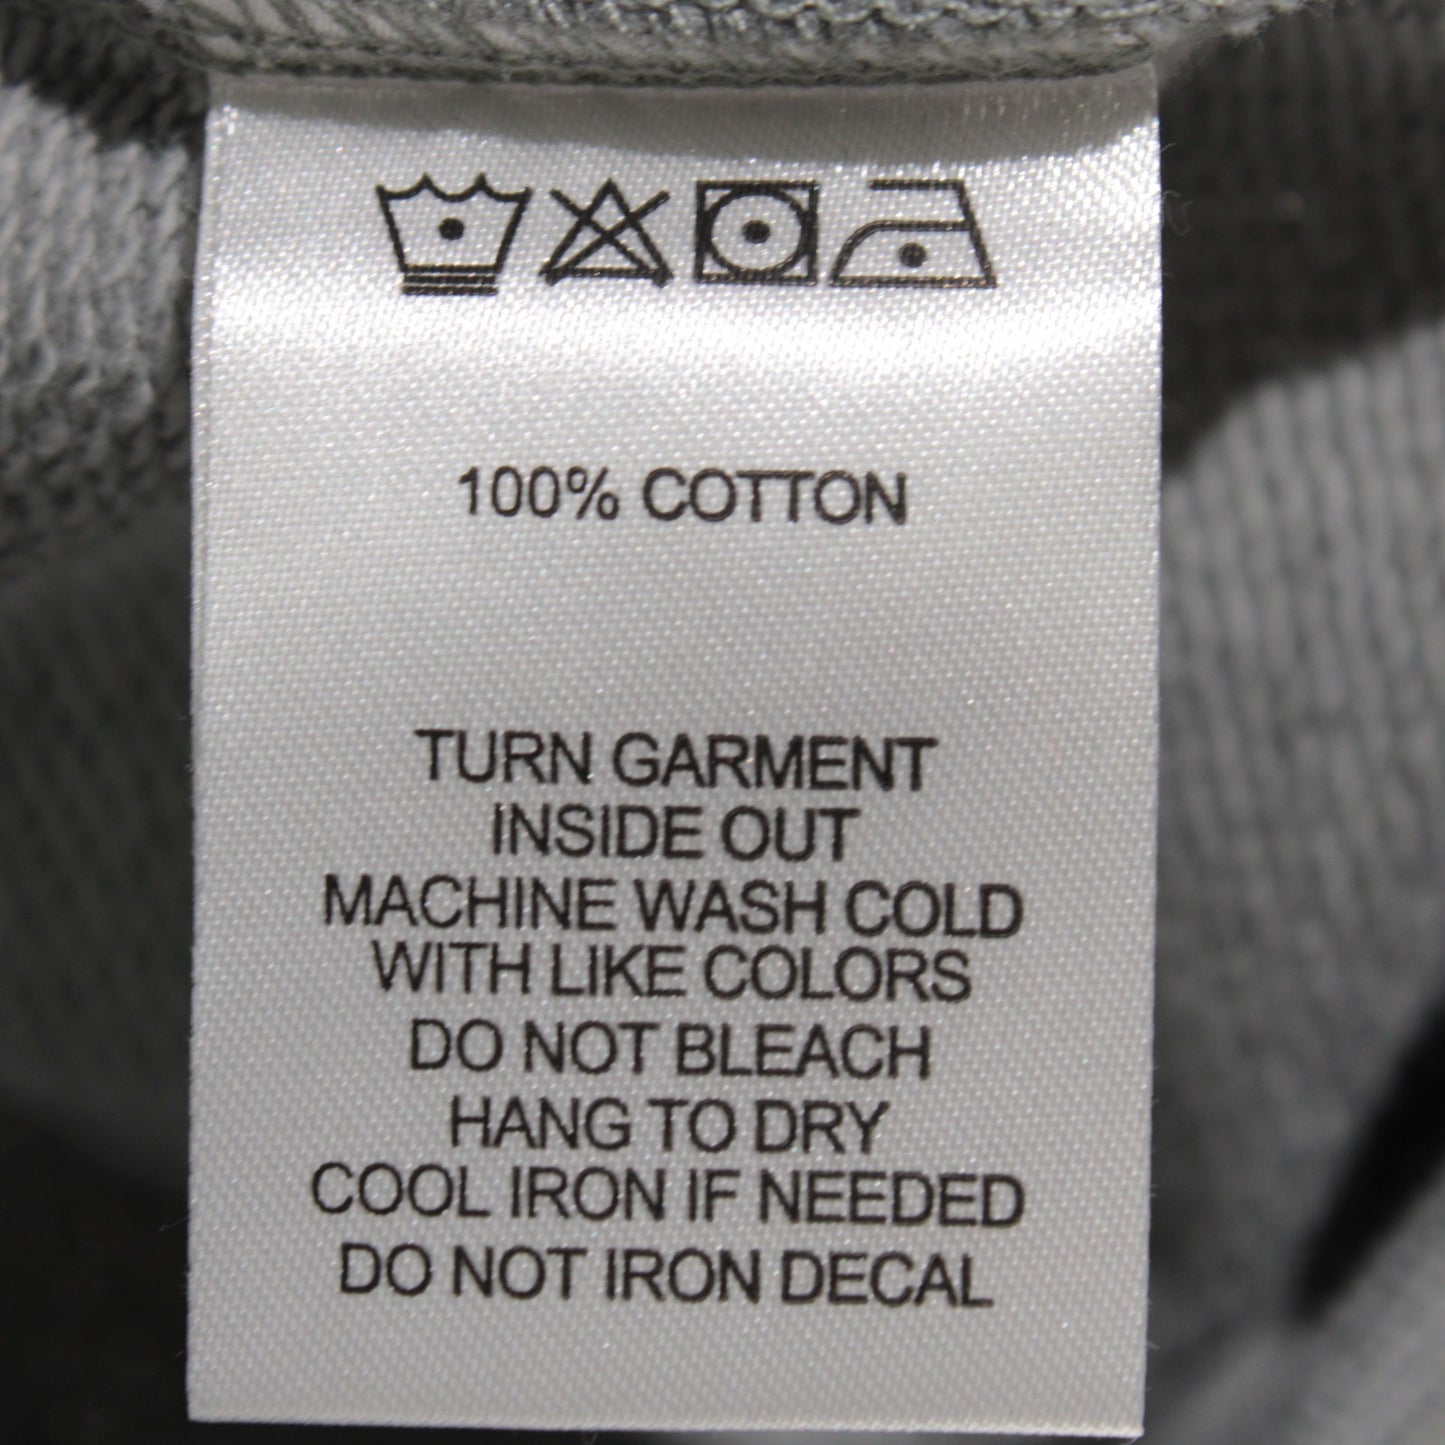 100% COTTON
TURN GARMENT
INSIDE OUT
MACHINE WASH COLD
WITH LIKE COLORS
DO NOT BLEACH
HANG TO DRY
COOL IRON IF NEEDED
DO NOT IRON DECAL